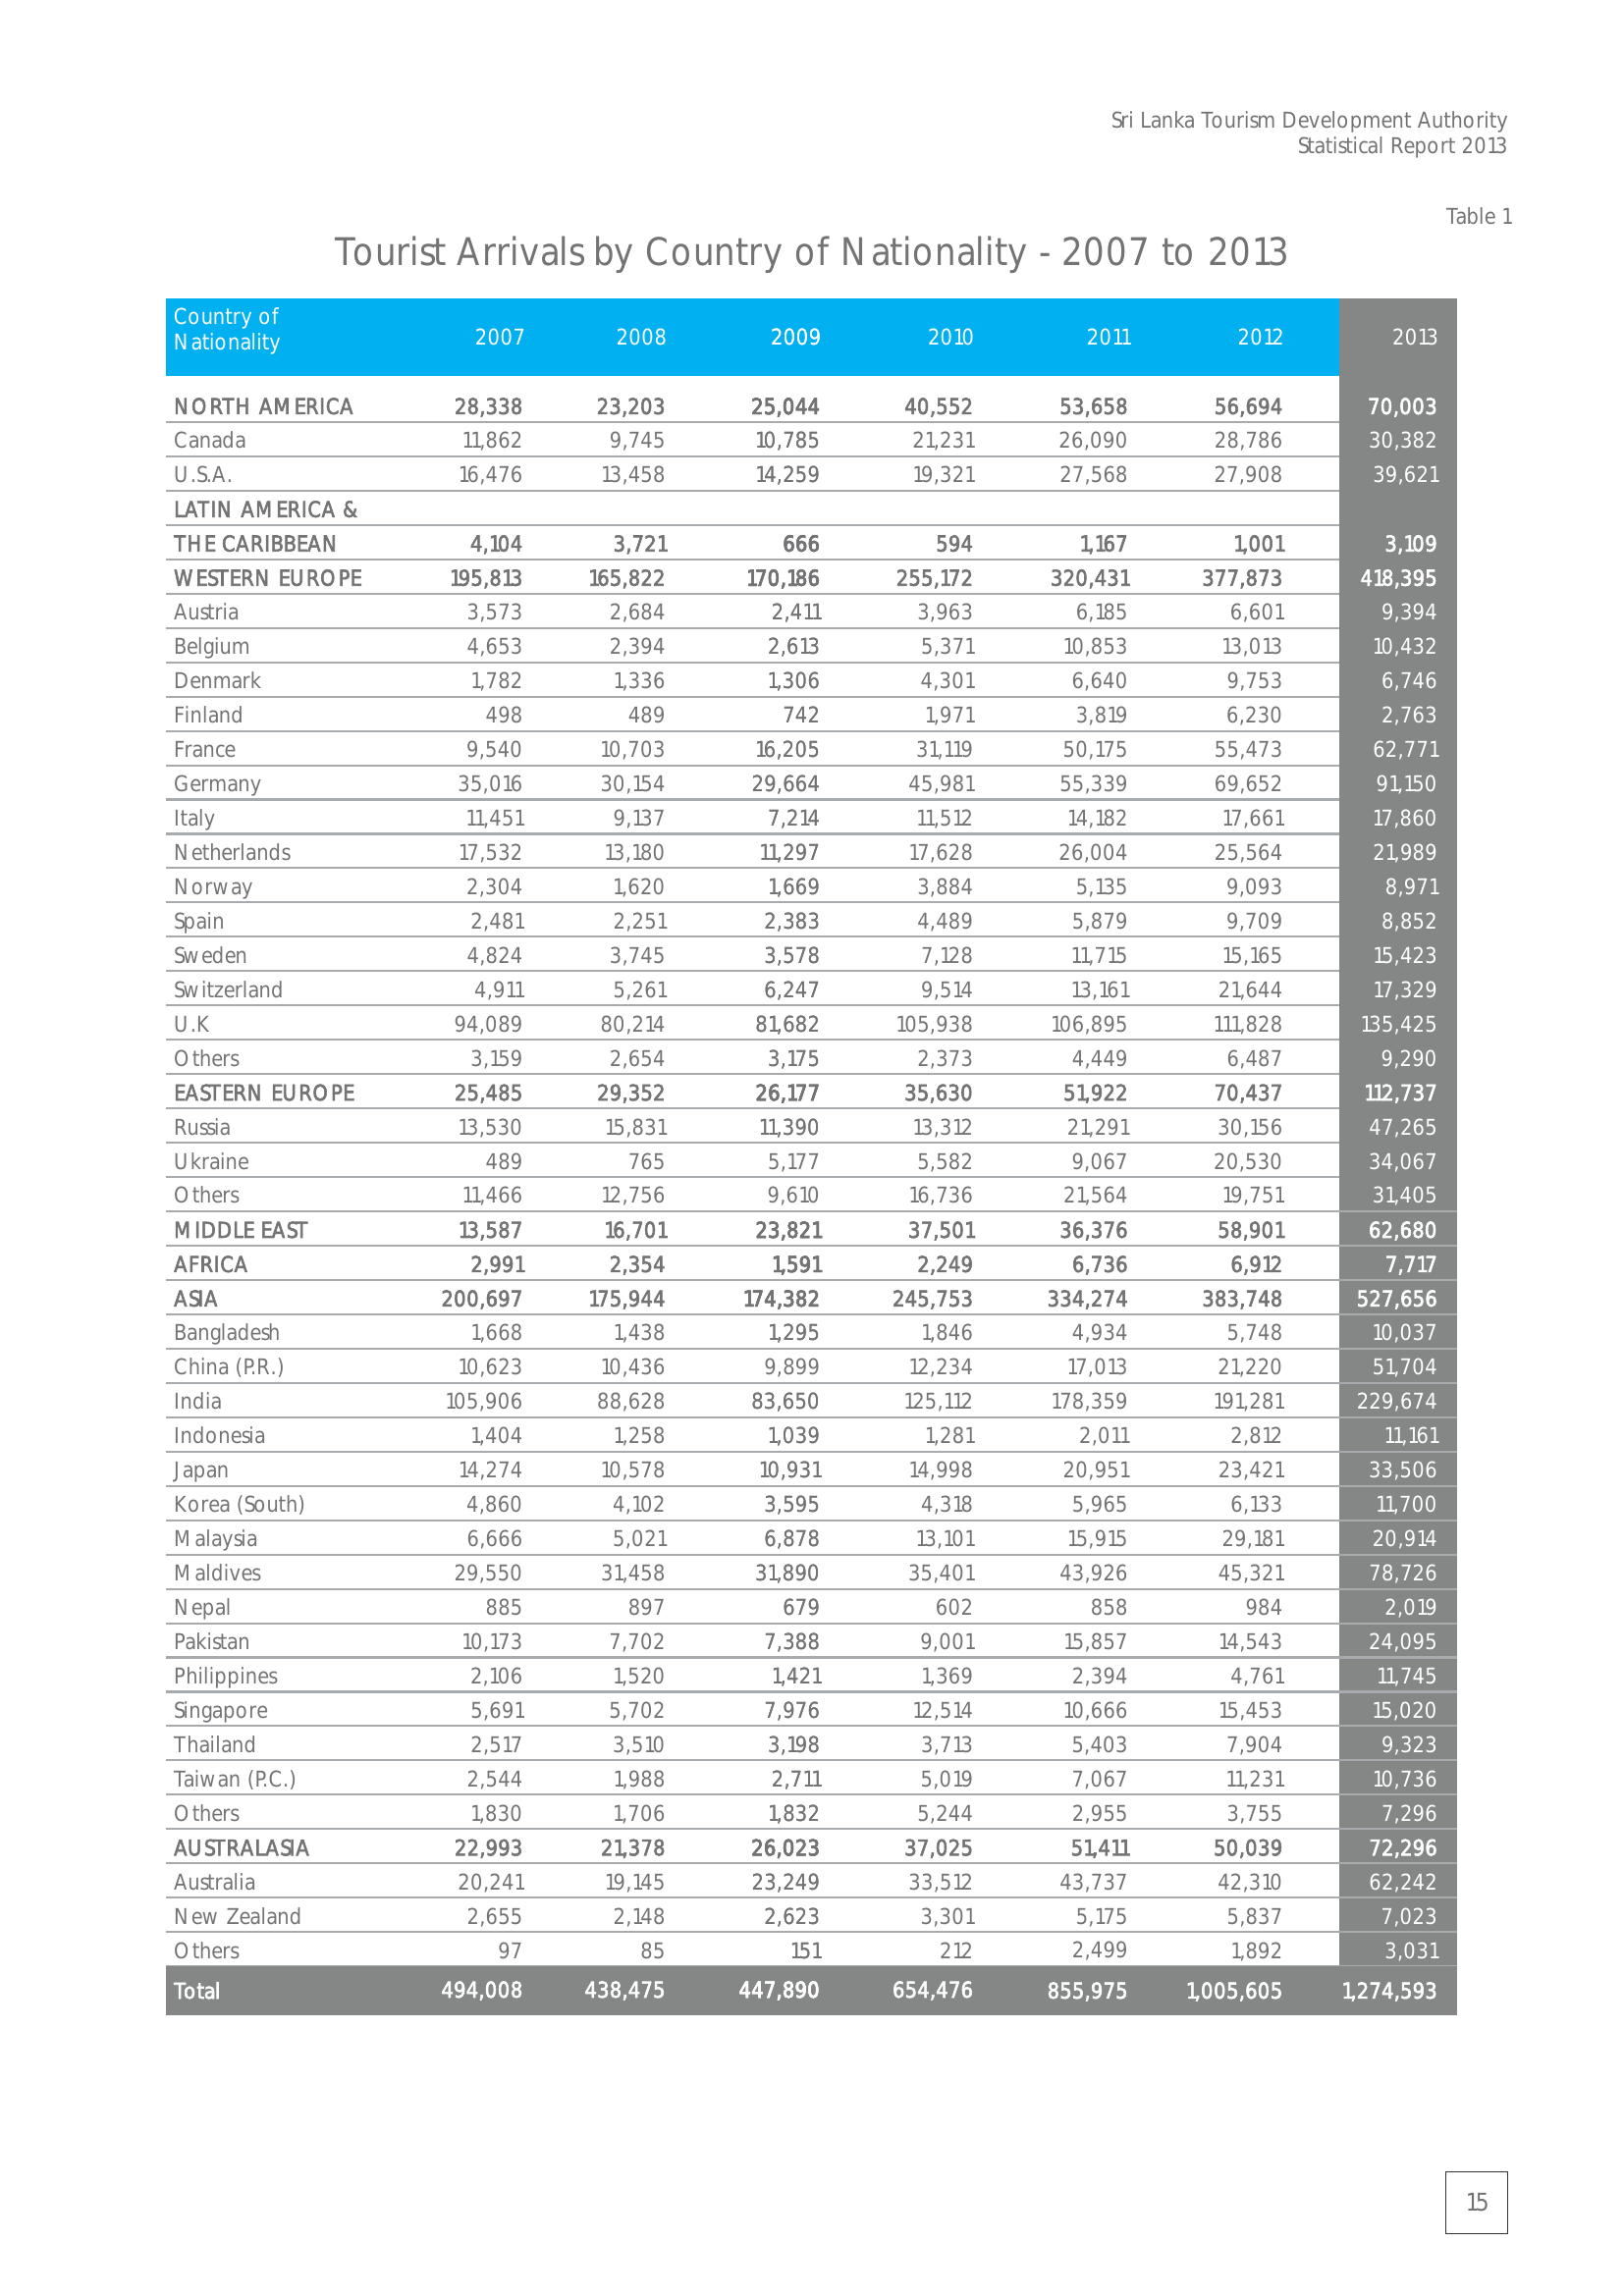 Sri Lanka Tourism Development Authority
Statistical Report 2013
Table 1
Tourist Arrivals by Country of Nationality - 2007 to 2013
Country of
Nationality 2007 2008 2009 2010 2011 2012 2013
NORTH AMERICA 28,338 23,203 25,044 40,552 53,658 56,694 70,003
Canada 11,862 9,745 10,785 21,231 26,090 28,786 30,382
U.S.A. 16,476 13,458 14,259 19,321 27,568 27,908 39,621
LATIN AMERICA &
THE CARIBBEAN 4,104 3,721 666 594 1,167 1,001 3,109
WESTERN EUROPE 195,813 165,822 170,186 255,172 320,431 377,873 418,395
Austria 3,573 2,684 2,411 3,963 6,185 6,601 9,394
Belgium 4,653 2,394 2,613 5,371 10,853 13,013 10,432
Denmark 1,782 1,336 1,306 4,301 6,640 9,753 6,746
Finland 498 489 742 1,971 3,819 6,230 2,763
France 9,540 10,703 16,205 31,119 50,175 55,473 62,771
Germany 35,016 30,154 29,664 45,981 55,339 69,652 91,150
Italy 11,451 9,137 7,214 11,512 14,182 17,661 17,860
Netherlands 17,532 13,180 11,297 17,628 26,004 25,564 21,989
Norway 2,304 1,620 1,669 3,884 5,135 9,093 8,971
Spain 2,481 2,251 2,383 4,489 5,879 9,709 8,852
Sweden 4,824 3,745 3,578 7,128 11,715 15,165 15,423
Switzerland 4,911 5,261 6,247 9,514 13,161 21,644 17,329
U.K 94,089 80,214 81,682 105,938 106,895 111,828 135,425
Others 3,159 2,654 3,175 2,373 4,449 6,487 9,290
EASTERN EUROPE 25,485 29,352 26,177 35,630 51,922 70,437 112,737
Russia 13,530 15,831 11,390 13,312 21,291 30,156 47,265
Ukraine 489 765 5,177 5,582 9,067 20,530 34,067
Others 11,466 12,756 9,610 16,736 21,564 19,751 31,405
MIDDLE EAST 13,587 16,701 23,821 37,501 36,376 58,901 62,680
AFRICA 2,991 2,354 1,591 2,249 6,736 6,912 7,717
ASIA 200,697 175,944 174,382 245,753 334,274 383,748 527,656
Bangladesh 1,668 1,438 1,295 1,846 4,934 5,748 10,037
China (P.R.) 10,623 10,436 9,899 12,234 17,013 21,220 51,704
India 105,906 88,628 83,650 125,112 178,359 191,281 229,674
Indonesia 1,404 1,258 1,039 1,281 2,011 2,812 11,161
Japan 14,274 10,578 10,931 14,998 20,951 23,421 33,506
Korea (South) 4,860 4,102 3,595 4,318 5,965 6,133 11,700
Malaysia 6,666 5,021 6,878 13,101 15,915 29,181 20,914
Maldives 29,550 31,458 31,890 35,401 43,926 45,321 78,726
Nepal 885 897 679 602 858 984 2,019
Pakistan 10,173 7,702 7,388 9,001 15,857 14,543 24,095
Philippines 2,106 1,520 1,421 1,369 2,394 4,761 11,745
Singapore 5,691 5,702 7,976 12,514 10,666 15,453 15,020
Thailand 2,517 3,510 3,198 3,713 5,403 7,904 9,323
Taiwan (P.C.) 2,544 1,988 2,711 5,019 7,067 11,231 10,736
Others 1,830 1,706 1,832 5,244 2,955 3,755 7,296
AUSTRALASIA 22,993 21,378 26,023 37,025 51,411 50,039 72,296
Australia 20,241 19,145 23,249 33,512 43,737 42,310 62,242
New Zealand 2,655 2,148 2,623 3,301 5,175 5,837 7,023
Others 97 85 151 212 2,499 1,892 3,031
Total 494,008 438,475 447,890 654,476 855,975 1,005,605 1,274,593
15